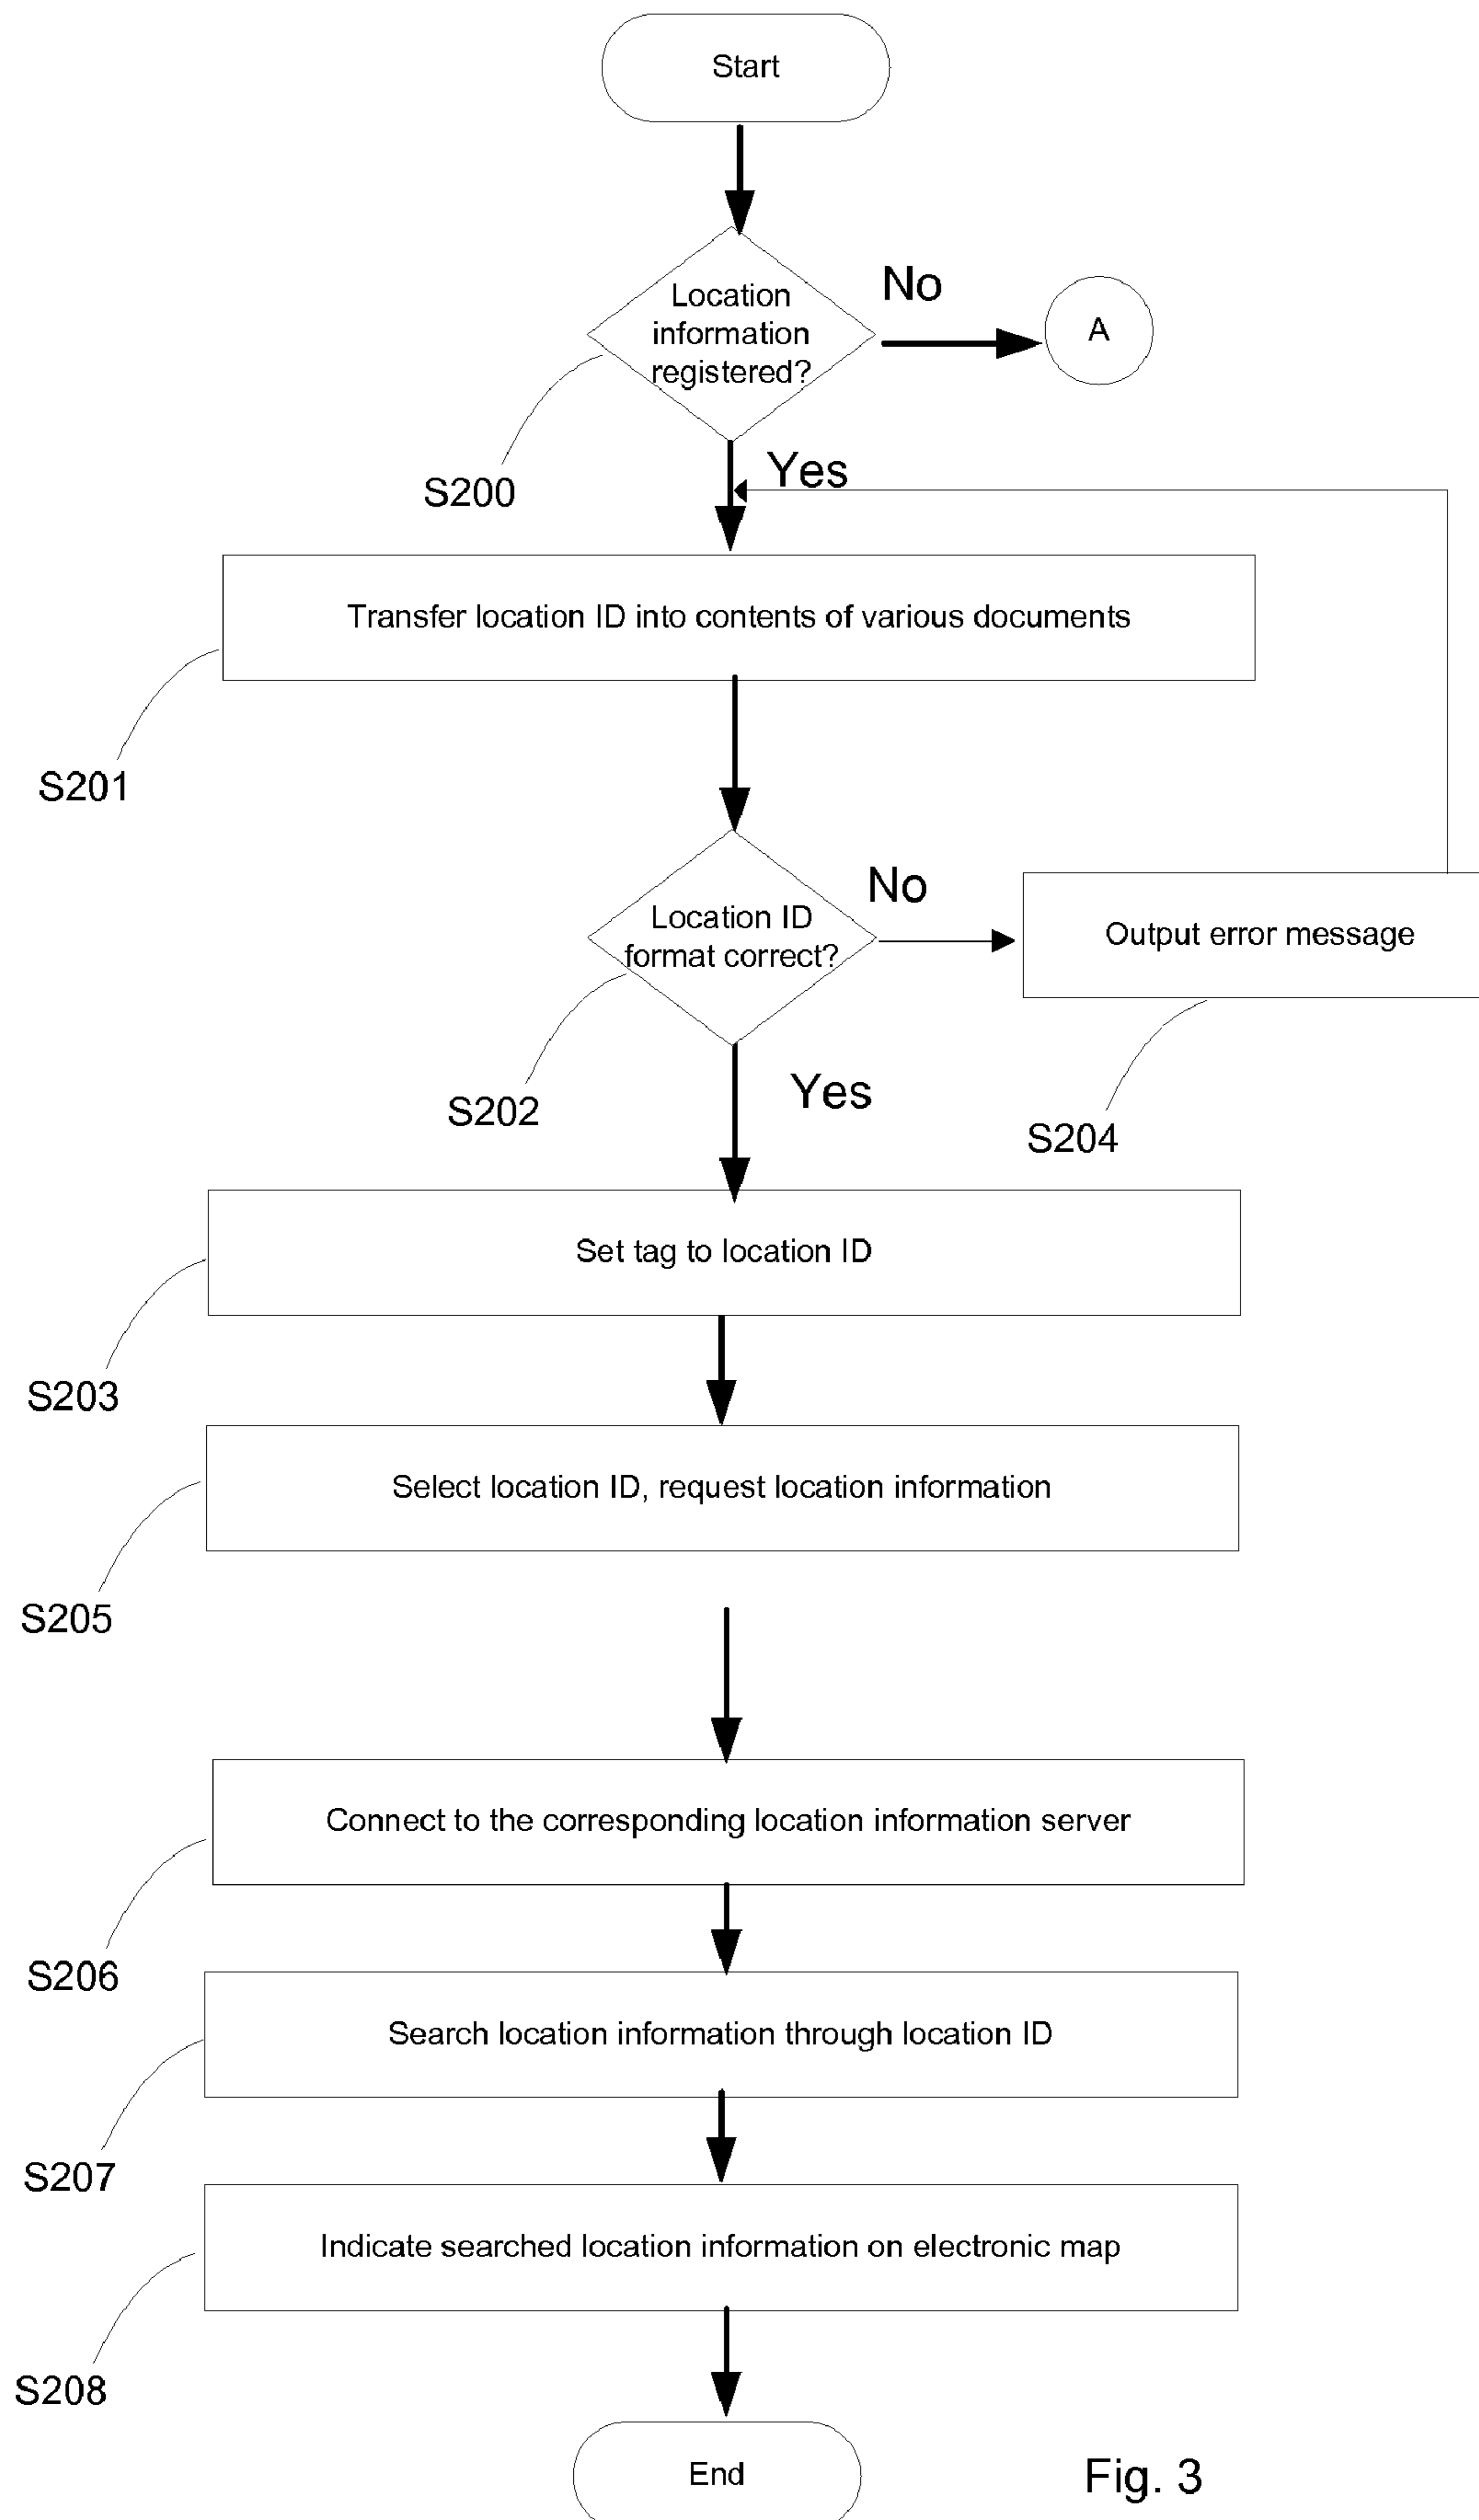 Start
Location
information
registered?
No
A
S200
Yes
Transfer location ID into contents of various documents
S201
Location ID
format correct?
No
Output error message
S202
Yes
S204
Set tag to location ID
S203
Select location ID, request location information
S205
Connect to the corresponding location information server
S206
Search location information through location ID
S207
Indicate searched location information on electronic map
S208
End
Fig. 3